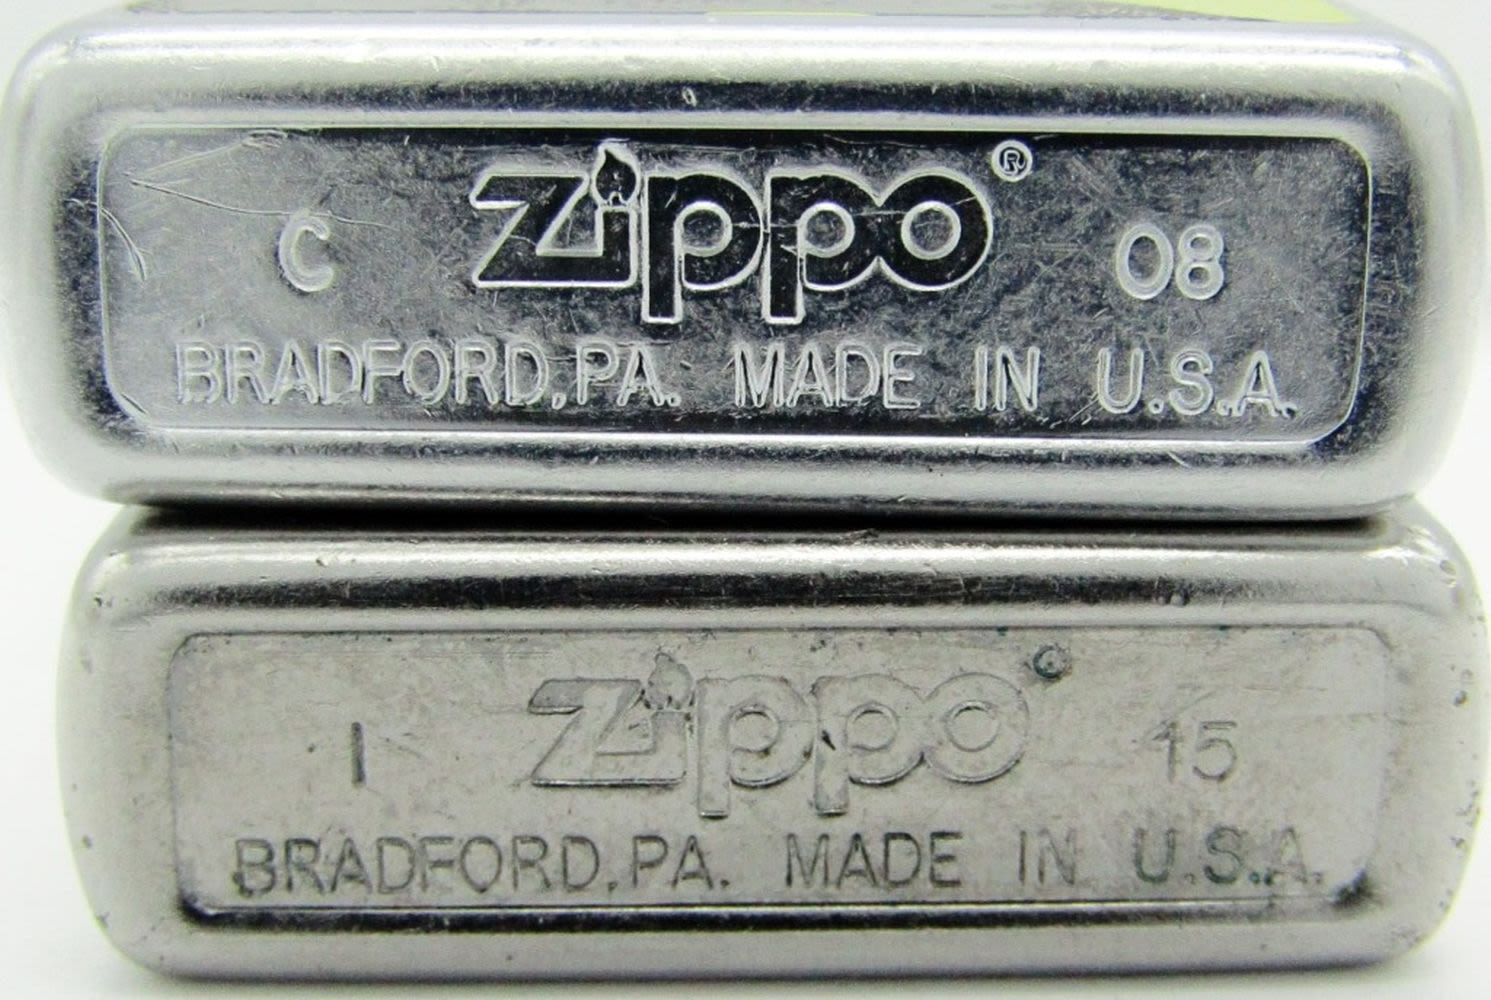 C zippo® 08
BRADFORD, PA. MADE IN U.S.A.
I zippo® 15
BRADFORD, PA. MADE IN U.S.A.